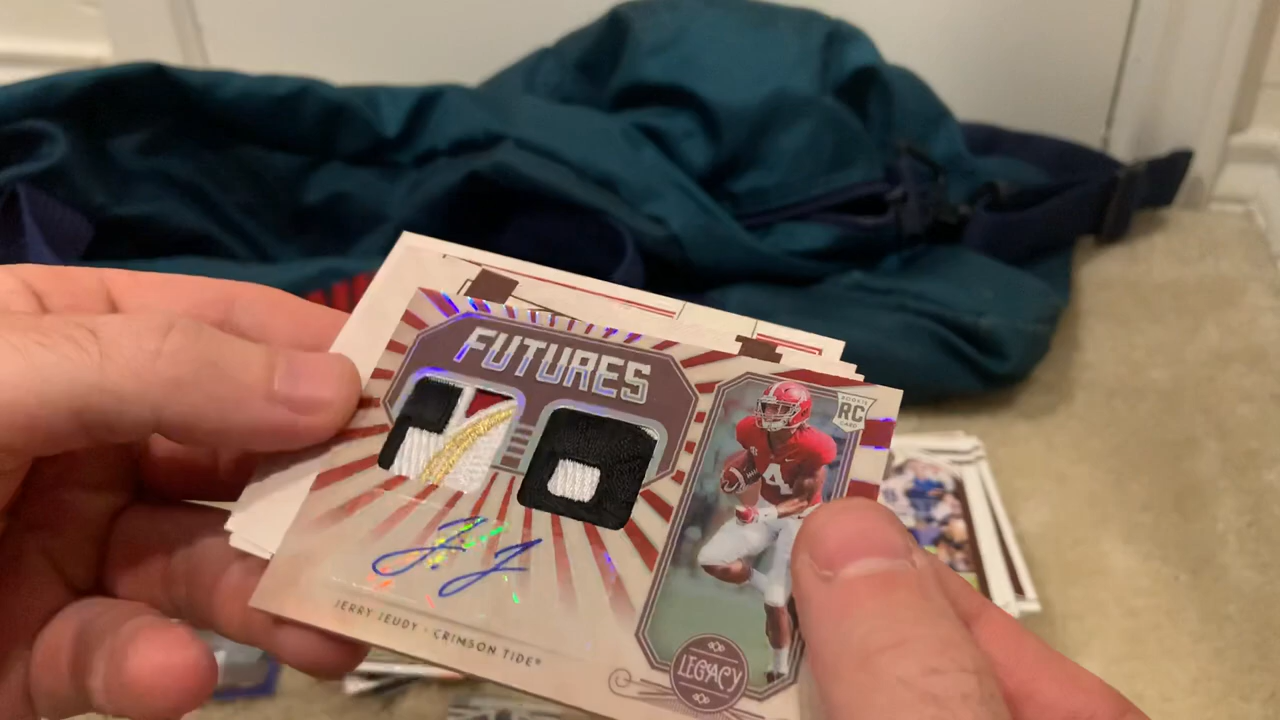 FUTURES
ROOKIE
RC
CARD
4
J. J
JERRY JEUDY • CRIMSON TIDE®
LEGACY